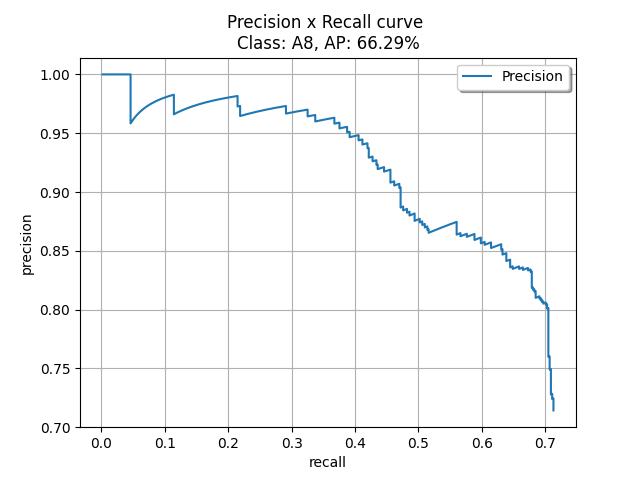 Precision x Recall curve
Class: A8, AP: 66.29%
Precision
1.00
0.95
0.90
0.85
0.80
0.75
0.70
precision
0.0 0.1 0.2 0.3 0.4 0.5 0.6 0.7
recall